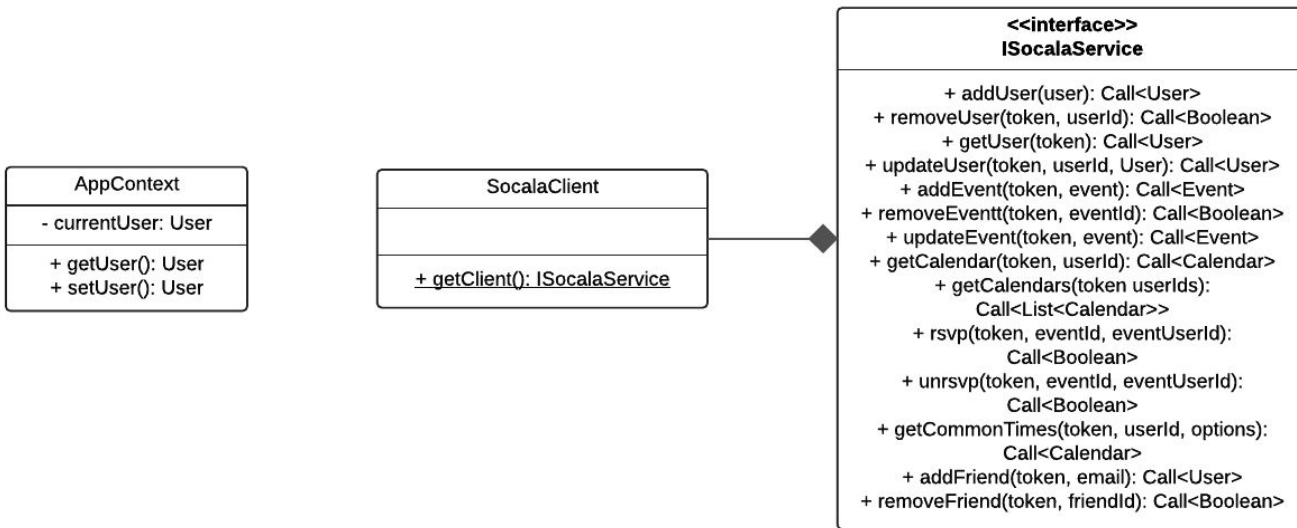 AppContext
- currentUser: User
+ getUser(): User
+ setUser(): User
SocalaClient
+ getClient(): ISocalaService
<<interface>>
ISocalaService
+ addUser(user): Call<User>
+ removeUser(token, userId): Call<Boolean>
+ getUser(token): Call<User>
+ updateUser(token, userId, User): Call<User>
+ addEvent(token, event): Call<Event>
+ removeEventt(token, eventId): Call<Boolean>
+ updateEvent(token, event): Call<Event>
+ getCalendar(token, userId): Call<Calendar>
+ getCalendars(token userIds):
Call<List<Calendar>>
+ rsvp(token, eventId, eventUserId):
Call<Boolean>
+ unrsvp(token, eventId, eventUserId):
Call<Boolean>
+ getCommonTimes(token, userId, options):
Call<Calendar>
+ addFriend(token, email): Call<User>
+ removeFriend(token, friendId): Call<Boolean>